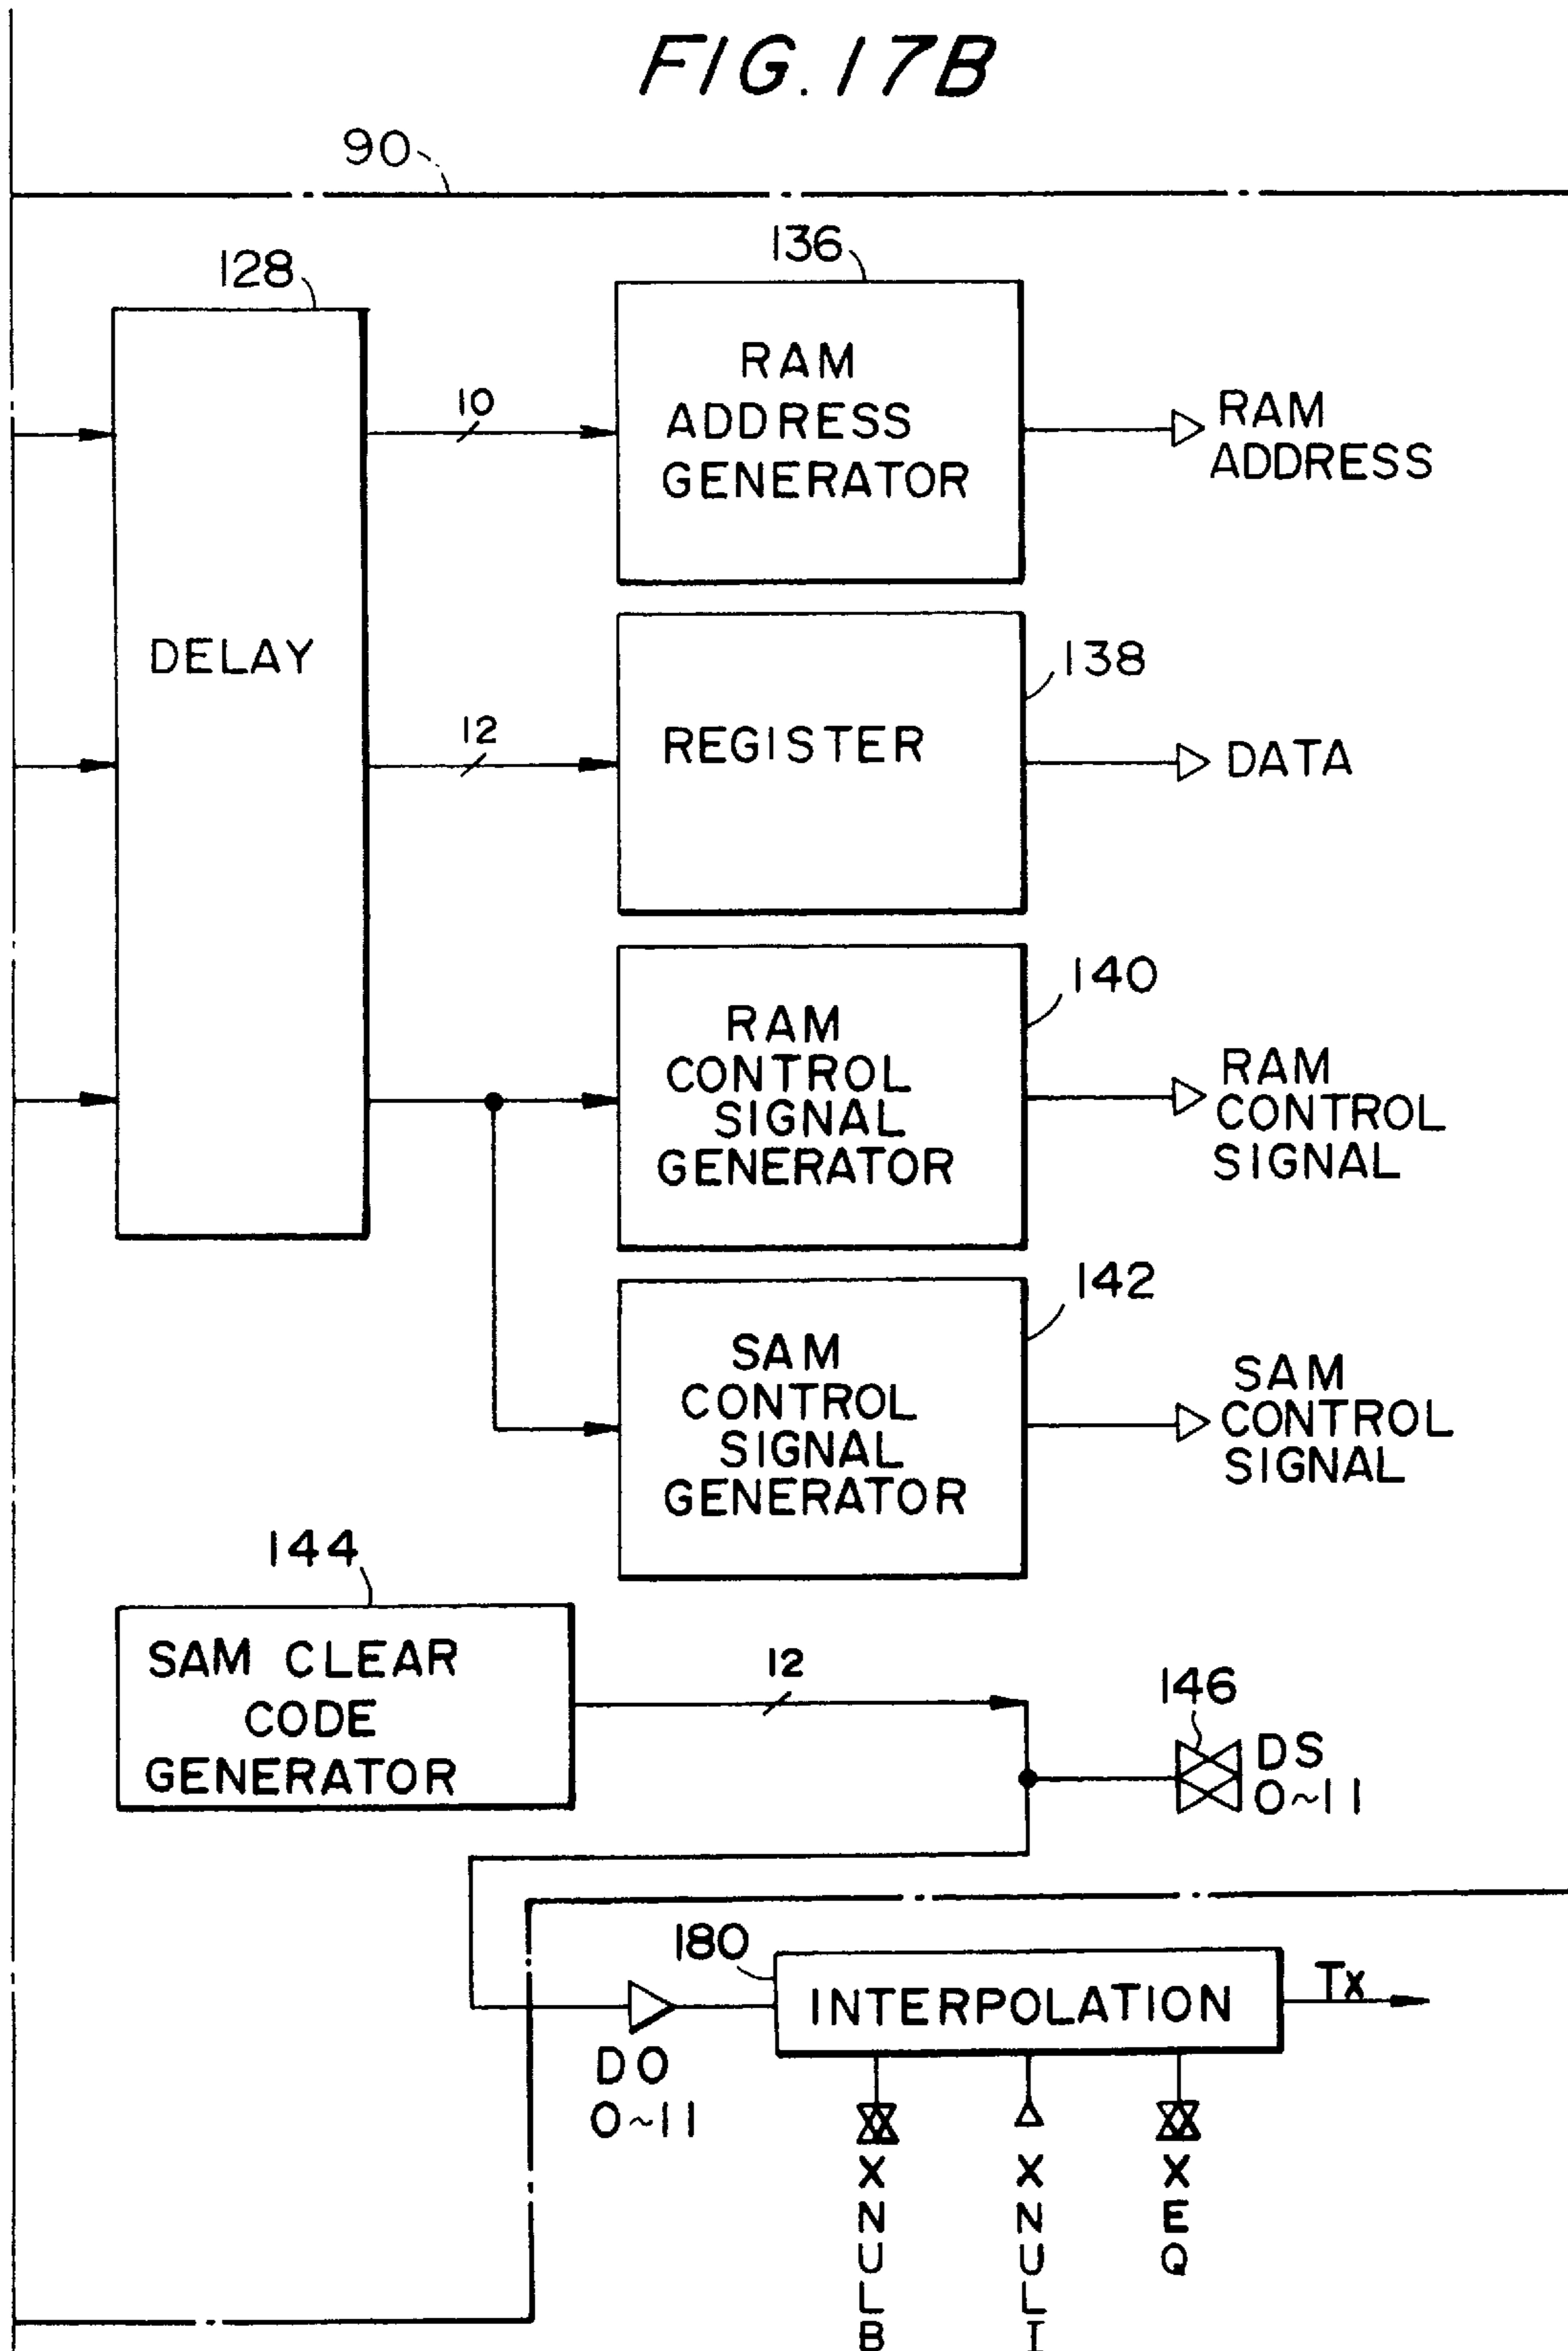 FIG. 17B
90
128
136
10
RAM
ADDRESS
GENERATOR
RAM
ADDRESS
DELAY
12
138
REGISTER
DATA
140
RAM
CONTROL
SIGNAL
GENERATOR
RAM
CONTROL
SIGNAL
142
SAM
CONTROL
SIGNAL
GENERATOR
SAM
CONTROL
SIGNAL
144
SAM CLEAR
CODE
GENERATOR
12
146
DS
0~11
180
INTERPOLATION
Tx
DO
0~11
XNULB
XNULI
XEQ